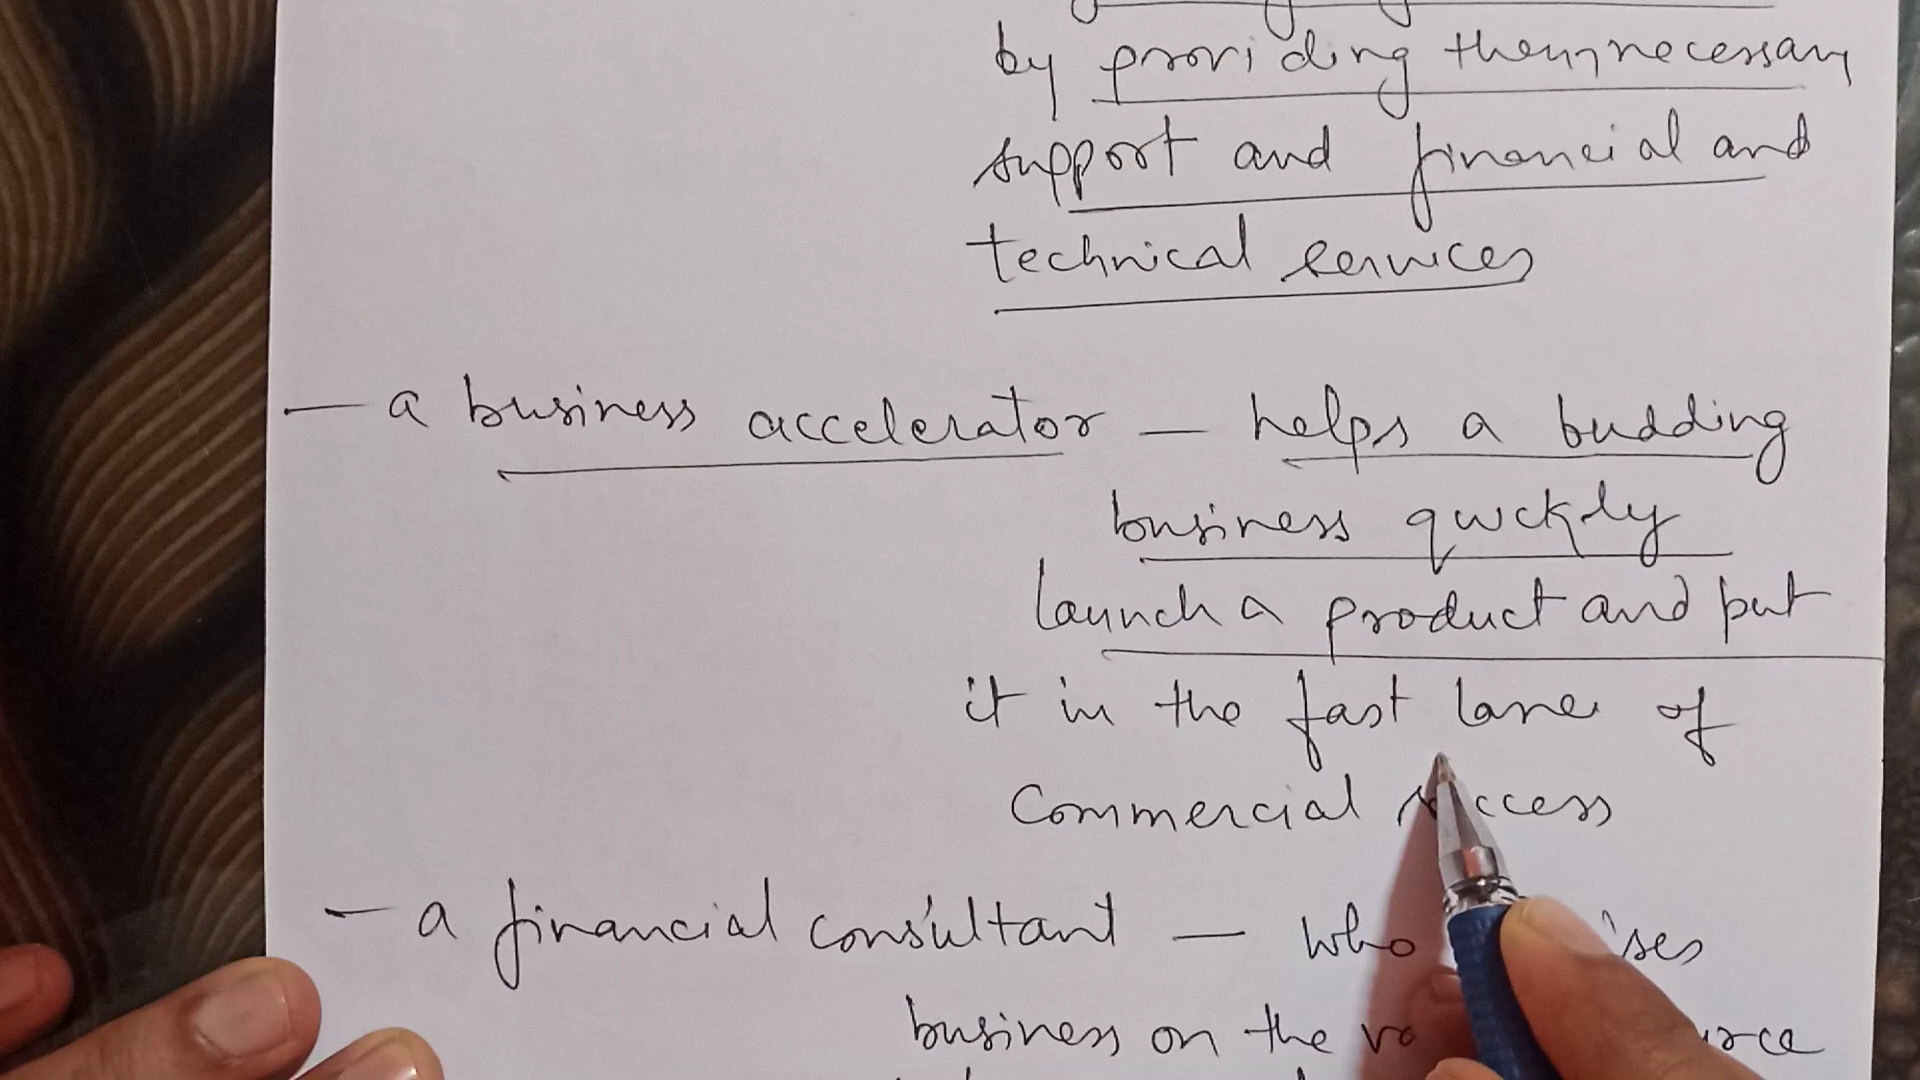 by providing them necessary
support and financial and
technical services
— a business accelerator — helps a budding
business quickly
launch a product and put
it in the fast lane of
Commercial success
— a financial consultant — who
business on the